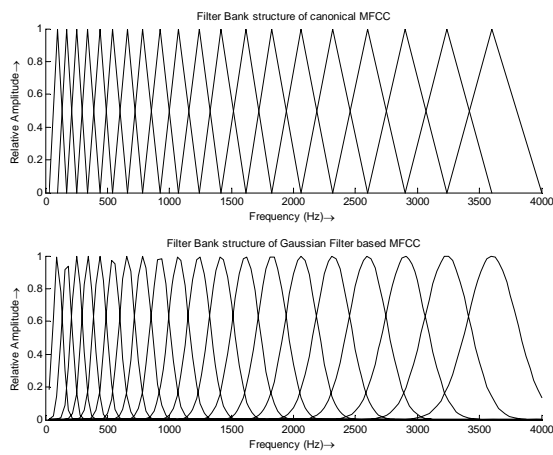 Filter Bank structure of canonical MFCC
Relative Amplitude→
1
0.8
0.6
0.4
0.2
0
0 500 1000 1500 2000 2500 3000 3500 4000
Frequency (Hz)→
Filter Bank structure of Gaussian Filter based MFCC
Relative Amplitude→
1
0.8
0.6
0.4
0.2
0
0 500 1000 1500 2000 2500 3000 3500 4000
Frequency (Hz)→